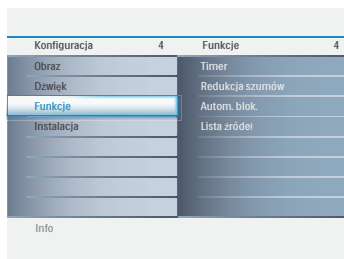 Konfiguracja 4 Funkcje 4
Obraz Timer
Dźwięk Redukcja szumów
Funkcje Autom. blok.
Instalacja Lista źródeł
Info